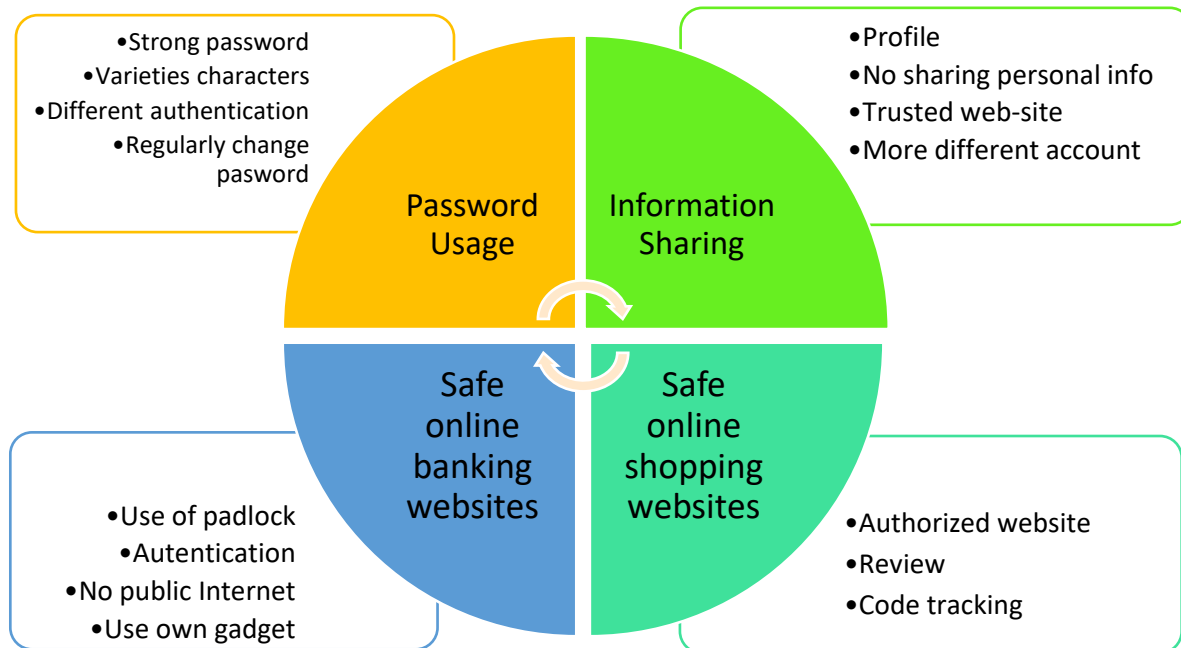 •Strong password
•Varieties characters
•Different authentication
•Regularly change
pasword
Password
Usage
•Profile
•No sharing personal info
•Trusted web-site
•More different account
Information
Sharing
Safe
online
banking
websites
•Use of padlock
•Autentication
•No public Internet
•Use own gadget
Safe
online
shopping
websites
•Authorized website
•Review
•Code tracking